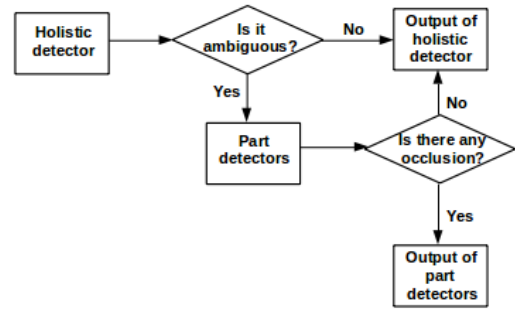 Holistic
detector
Is it
ambiguous?
No
Output of
holistic
detector
Yes
No
Part
detectors
Is there any
occlusion?
Yes
Output of
part
detectors